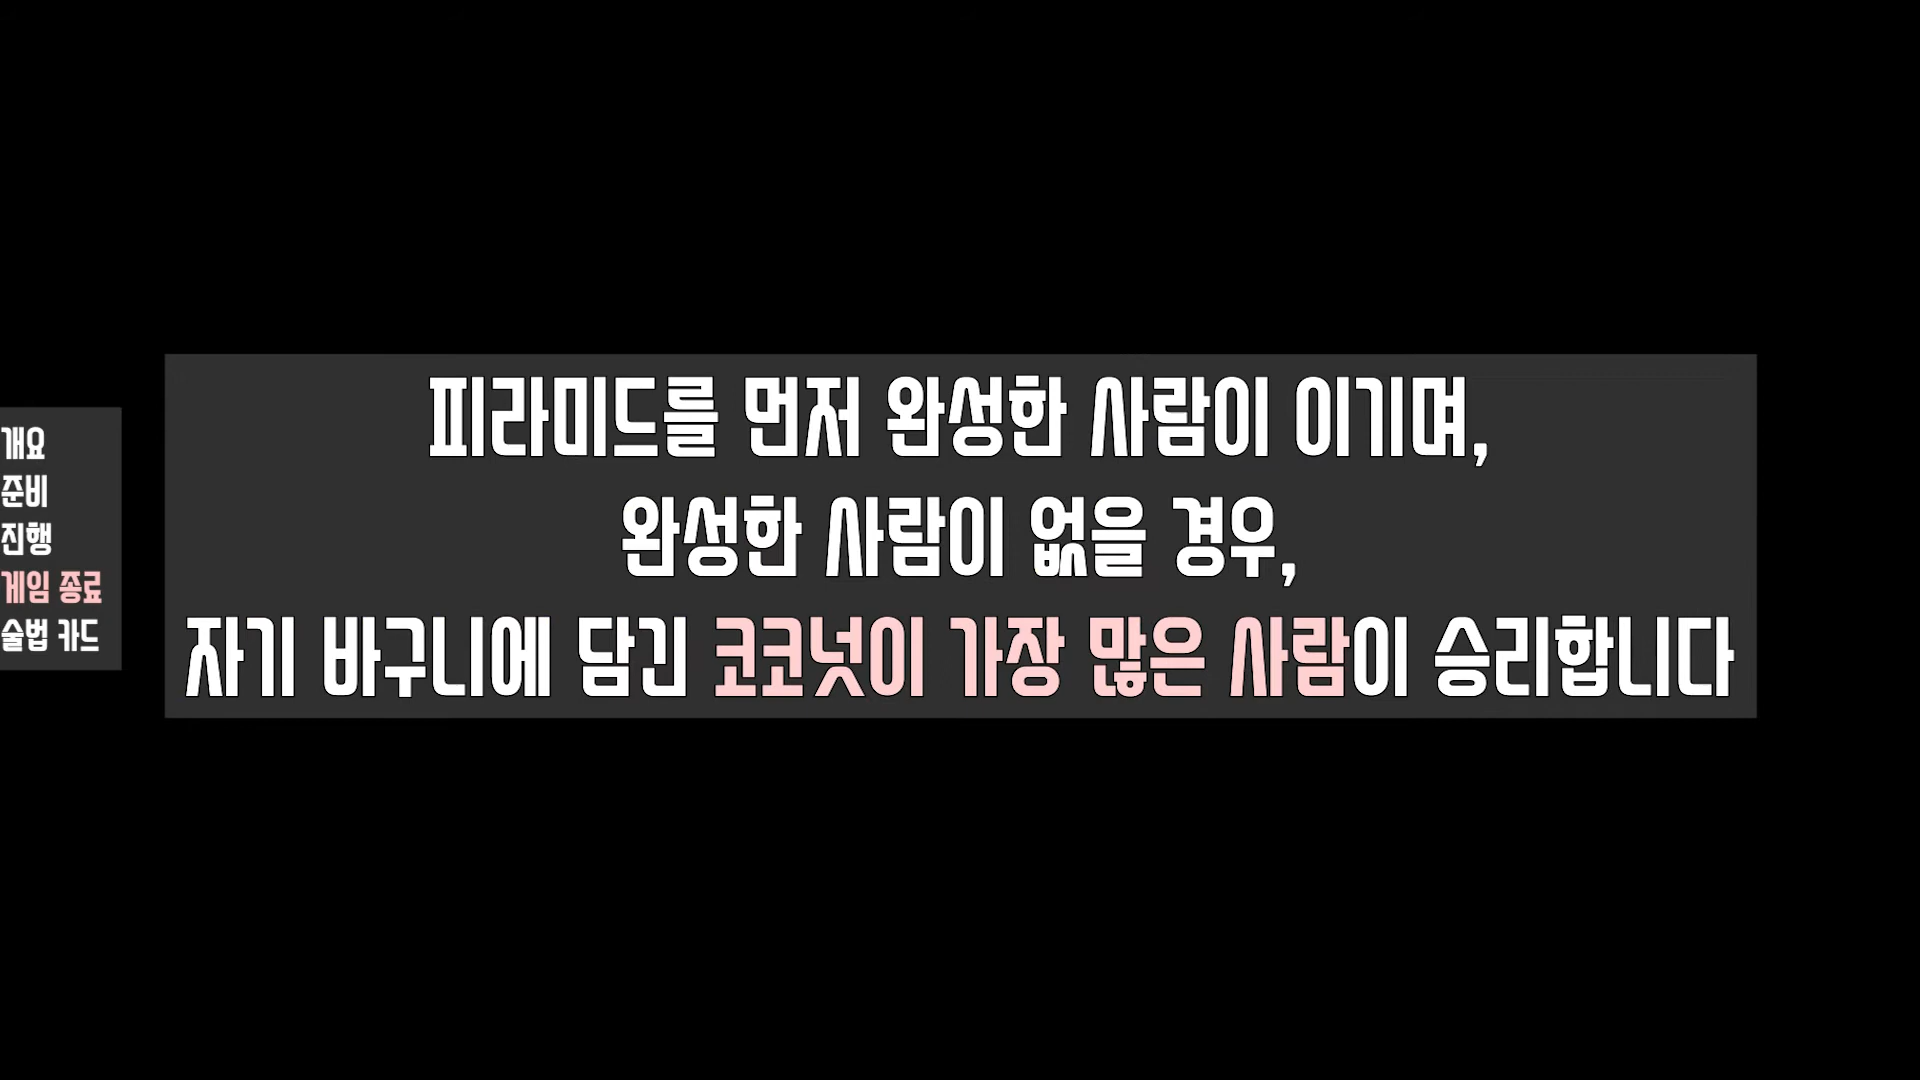 개요
준비
진행
게임 종료
술법 카드
피라미드를 먼저 완성한 사람이 이기며,
완성한 사람이 없을 경우,
자기 바구니에 담긴 코코넛이 가장 많은 사람이 승리합니다